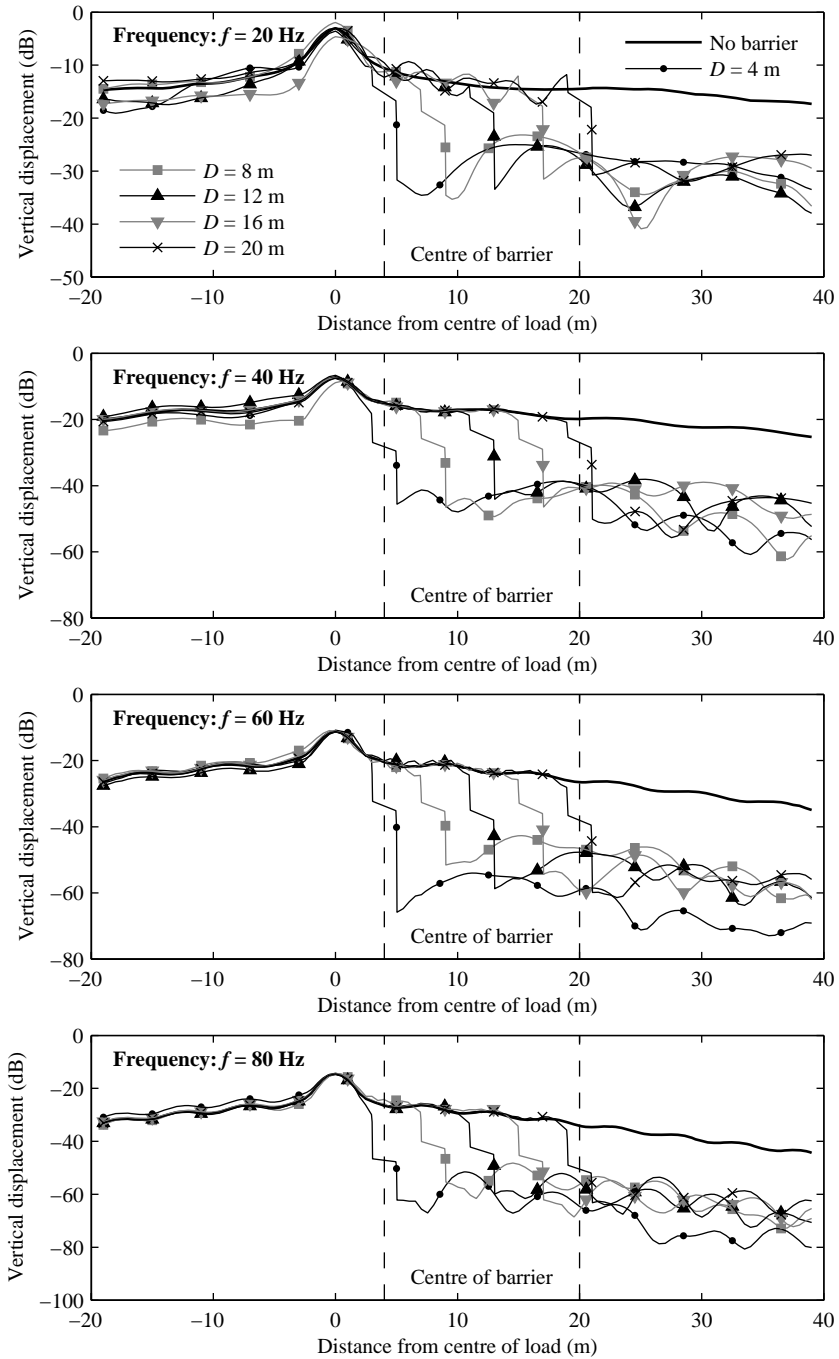 Frequency: f = 20 Hz
No barrier
D = 4 m
D = 8 m
D = 12 m
D = 16 m
D = 20 m
Centre of barrier
Vertical displacement (dB)
0
−10
−20
−30
−40
−50
−20 −10 0 10 20 30 40
Distance from centre of load (m)
Frequency: f = 40 Hz
Centre of barrier
Vertical displacement (dB)
0
−20
−40
−60
−80
−20 −10 0 10 20 30 40
Distance from centre of load (m)
Frequency: f = 60 Hz
Centre of barrier
Vertical displacement (dB)
0
−20
−40
−60
−80
−20 −10 0 10 20 30 40
Distance from centre of load (m)
Frequency: f = 80 Hz
Centre of barrier
Vertical displacement (dB)
0
−20
−40
−60
−80
−100
−20 −10 0 10 20 30 40
Distance from centre of load (m)